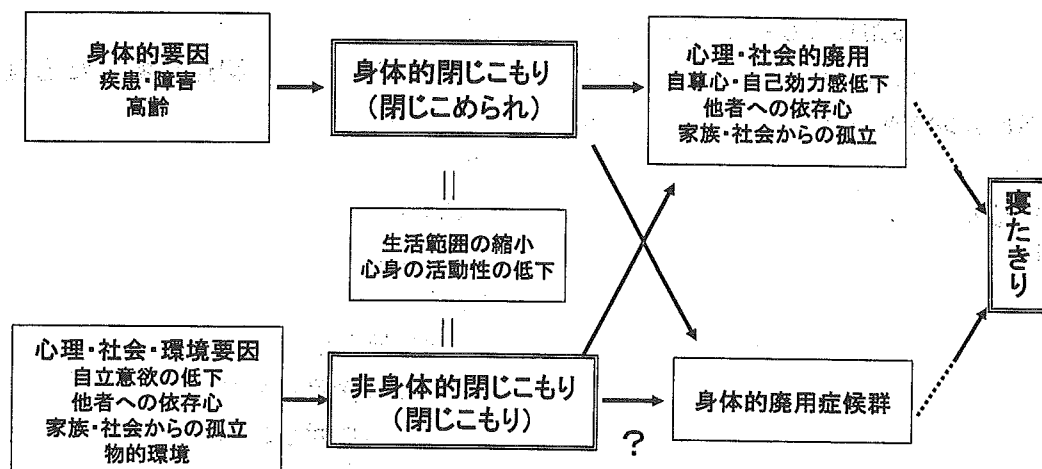 身体的要因
疾患・障害
高齢
身体的閉じこもり
(閉じこめられ)
心理・社会的廃用
自尊心・自己効力感低下
他者への依存心
家族・社会からの孤立
生活範囲の縮小
心身の活動性の低下
寝たきり
心理・社会・環境要因
自立意欲の低下
他者への依存心
家族・社会からの孤立
物的環境
非身体的閉じこもり
(閉じこもり)
?
身体的廃用症候群